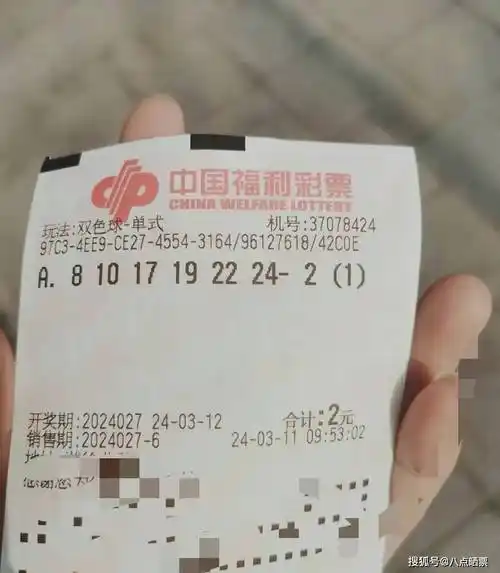 中国福利彩票
CHINA WELFARE LOTTERY
玩法:双色球-单式 机号:37078424
97C3-4EE9-CE27-4554-3164/96127618/42C0E
A. 8 10 17 19 22 24- 2 (1)
开奖期:2024027 24-03-12 合计:2元
销售期:2024027-6 24-03-11 09:53:02
搜狐号@八点晒票